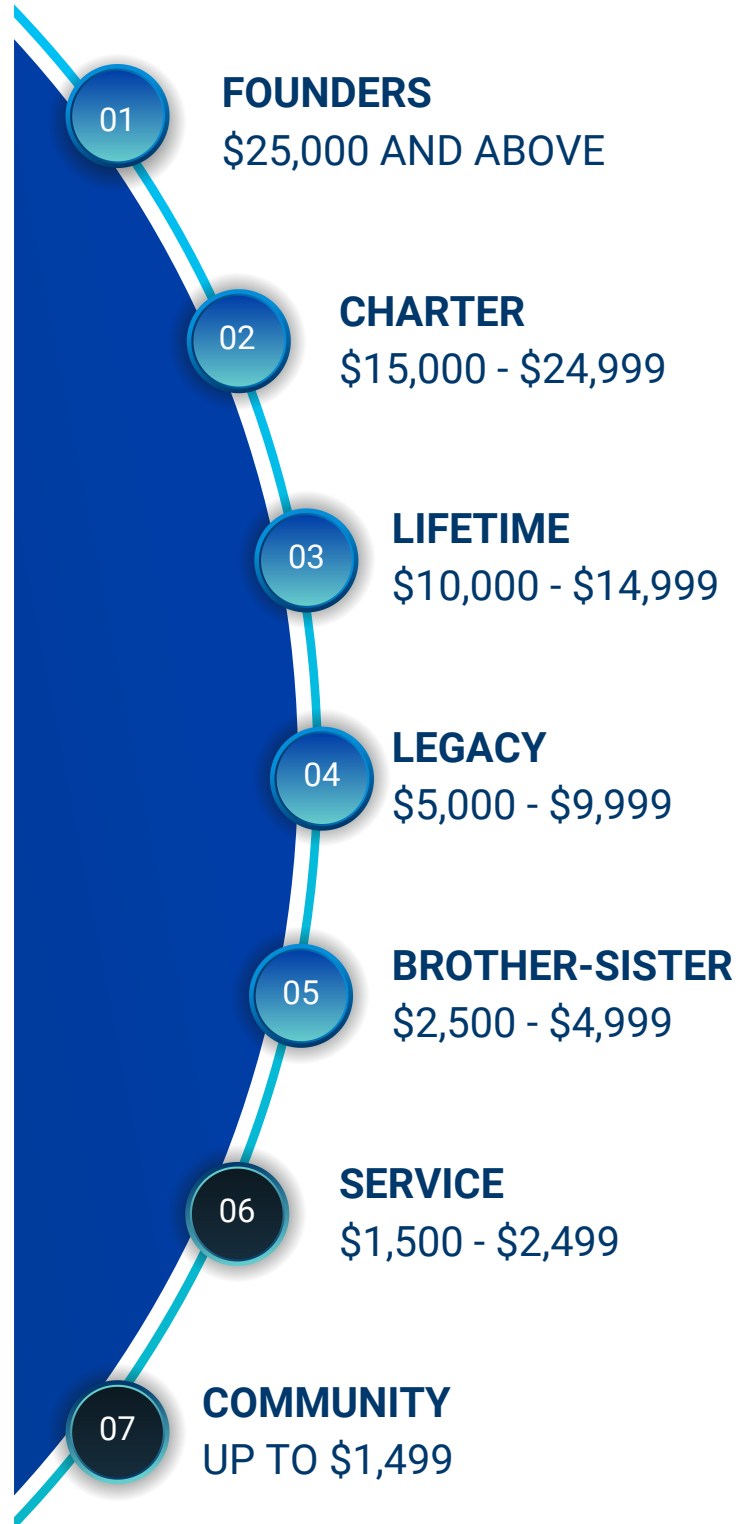 01
FOUNDERS
$25,000 AND ABOVE
02
CHARTER
$15,000 - $24,999
03
LIFETIME
$10,000 - $14,999
04
LEGACY
$5,000 - $9,999
05
BROTHER-SISTER
$2,500 - $4,999
06
SERVICE
$1,500 - $2,499
07
COMMUNITY
UP TO $1,499